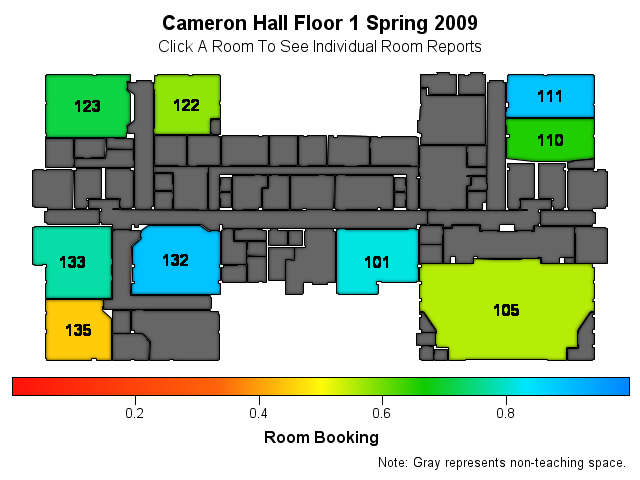 Cameron Hall Floor 1 Spring 2009
Click A Room To See Individual Room Reports
123
122
111
110
133
132
101
105
135
0.2 0.4 0.6 0.8
Room Booking
Note: Gray represents non-teaching space.